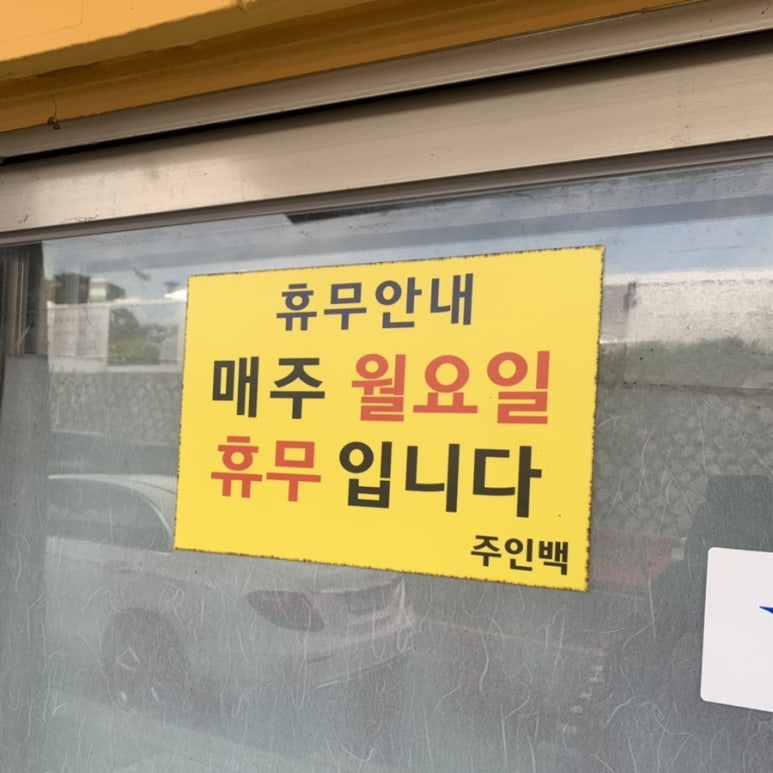 휴무안내
매주 월요일
휴무 입니다
주인백